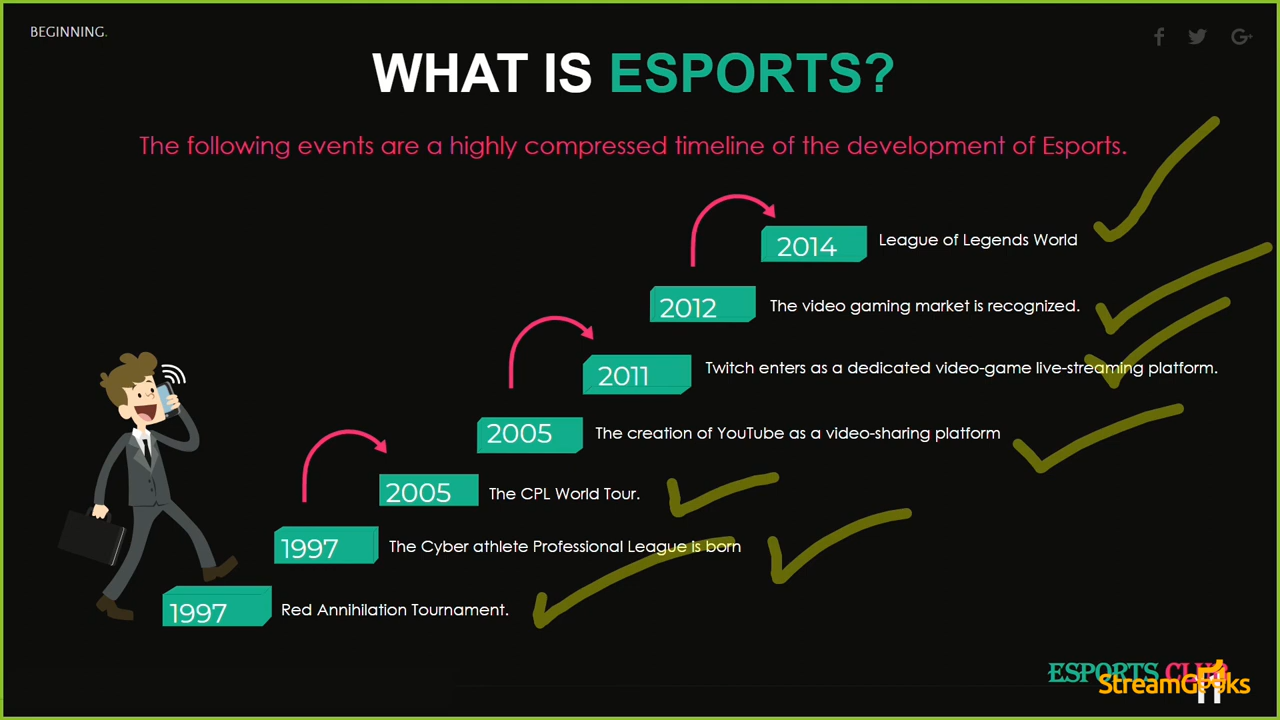 BEGINNING.
WHAT IS ESPORTS?
The following events are a highly compressed timeline of the development of Esports.
2014 League of Legends World
2012 The video gaming market is recognized.
2011 Twitch enters as a dedicated video-game live-streaming platform.
2005 The creation of YouTube as a video-sharing platform
2005 The CPL World Tour.
1997 The Cyber athlete Professional League is born
1997 Red Annihilation Tournament.
ESPORTS CLUB
StreamGeeks